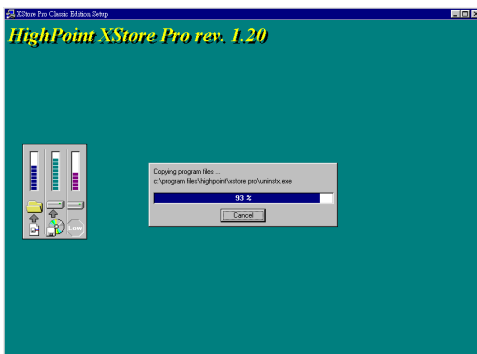 XStore Pro Classic Edition Setup
HighPoint XStore Pro rev. 1.20
Copying program files ...
c:\program files\highpoint\xstore pro\uninstx.exe
93 %
Cancel
Low